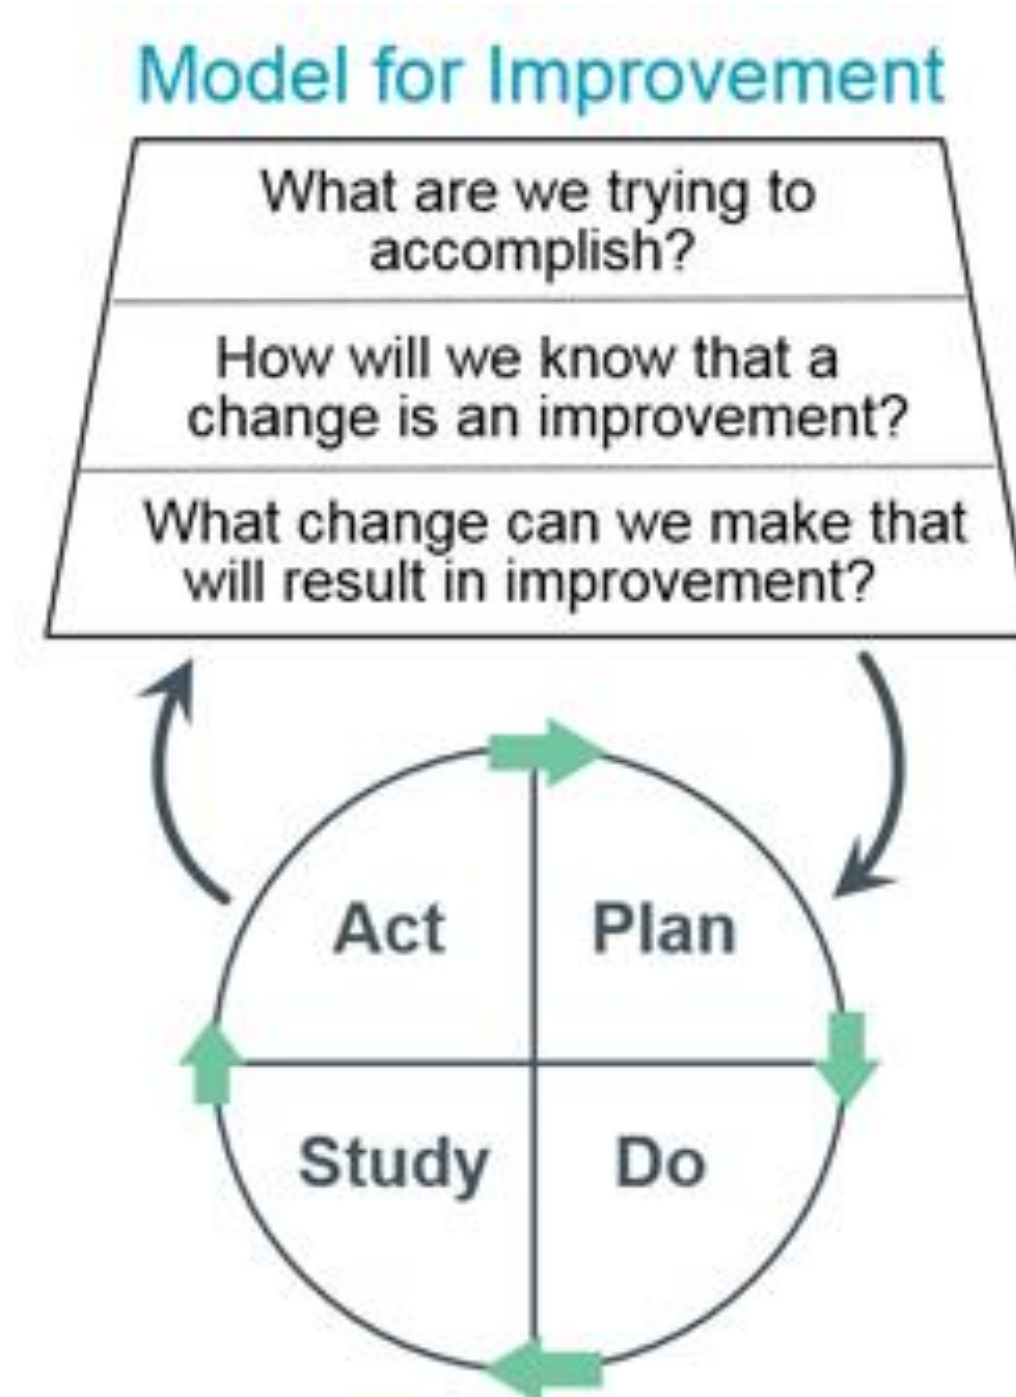 Model for Improvement
What are we trying to
accomplish?
How will we know that a
change is an improvement?
What change can we make that
will result in improvement?
Act
Plan
Study
Do